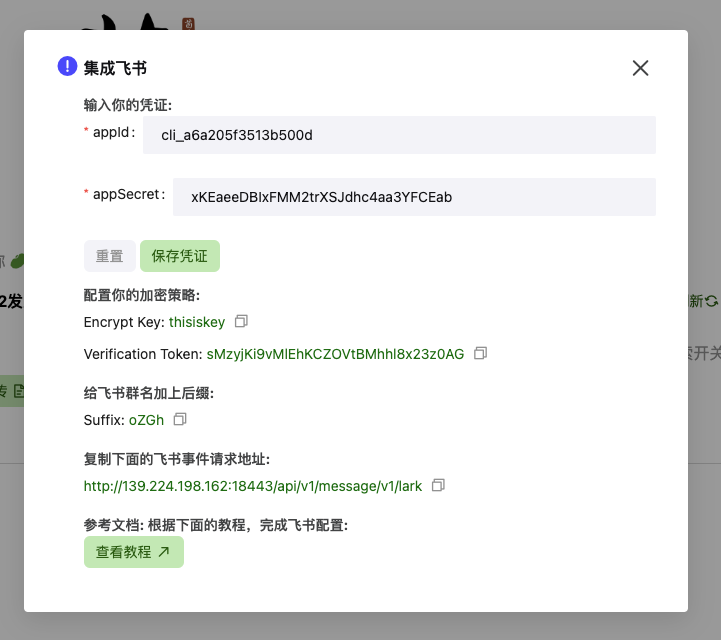 集成飞书
输入你的凭证:
* appId :
cli_a6a205f3513b500d
* appSecret :
xKEaeeDBIxFMM2trXSJdhc4aa3YFCEab
重置 保存凭证
配置你的加密策略:
Encrypt Key: thisiskey
Verification Token: sMzyjKi9vMlEhKCZOVtBMhhI8x23z0AG
给飞书群名加上后缀:
Suffix: oZGh
复制下面的飞书事件请求地址:
http://139.224.198.162:18443/api/v1/message/v1/lark
参考文档: 根据下面的教程，完成飞书配置:
查看教程
2发
新
索开关
传